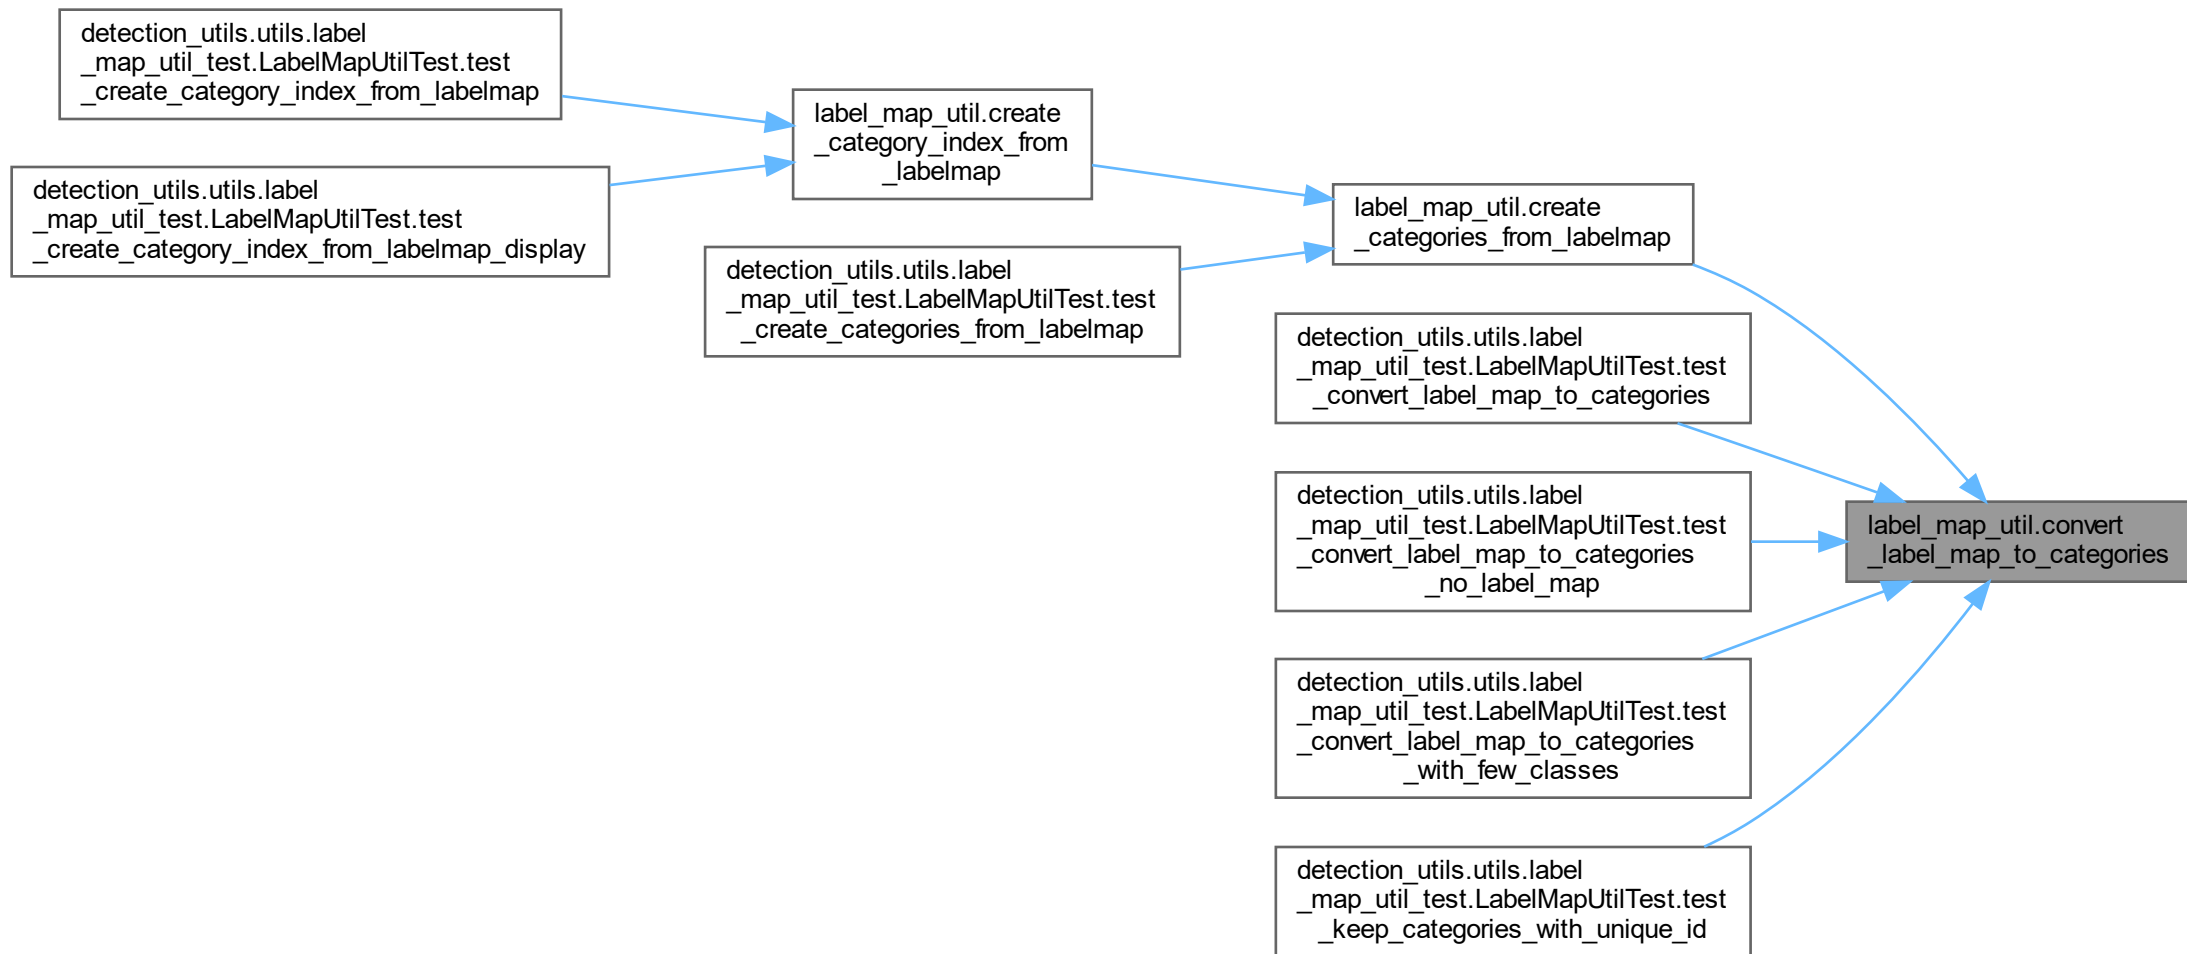 detection_utils.utils.label
_map_util_test.LabelMapUtilTest.test
_create_category_index_from_labelmap
detection_utils.utils.label
_map_util_test.LabelMapUtilTest.test
_create_category_index_from_labelmap_display
label_map_util.create
_category_index_from
_labelmap
detection_utils.utils.label
_map_util_test.LabelMapUtilTest.test
_create_categories_from_labelmap
label_map_util.create
_categories_from_labelmap
detection_utils.utils.label
_map_util_test.LabelMapUtilTest.test
_convert_label_map_to_categories
detection_utils.utils.label
_map_util_test.LabelMapUtilTest.test
_convert_label_map_to_categories
_no_label_map
detection_utils.utils.label
_map_util_test.LabelMapUtilTest.test
_convert_label_map_to_categories
_with_few_classes
detection_utils.utils.label
_map_util_test.LabelMapUtilTest.test
_keep_categories_with_unique_id
label_map_util.convert
_label_map_to_categories